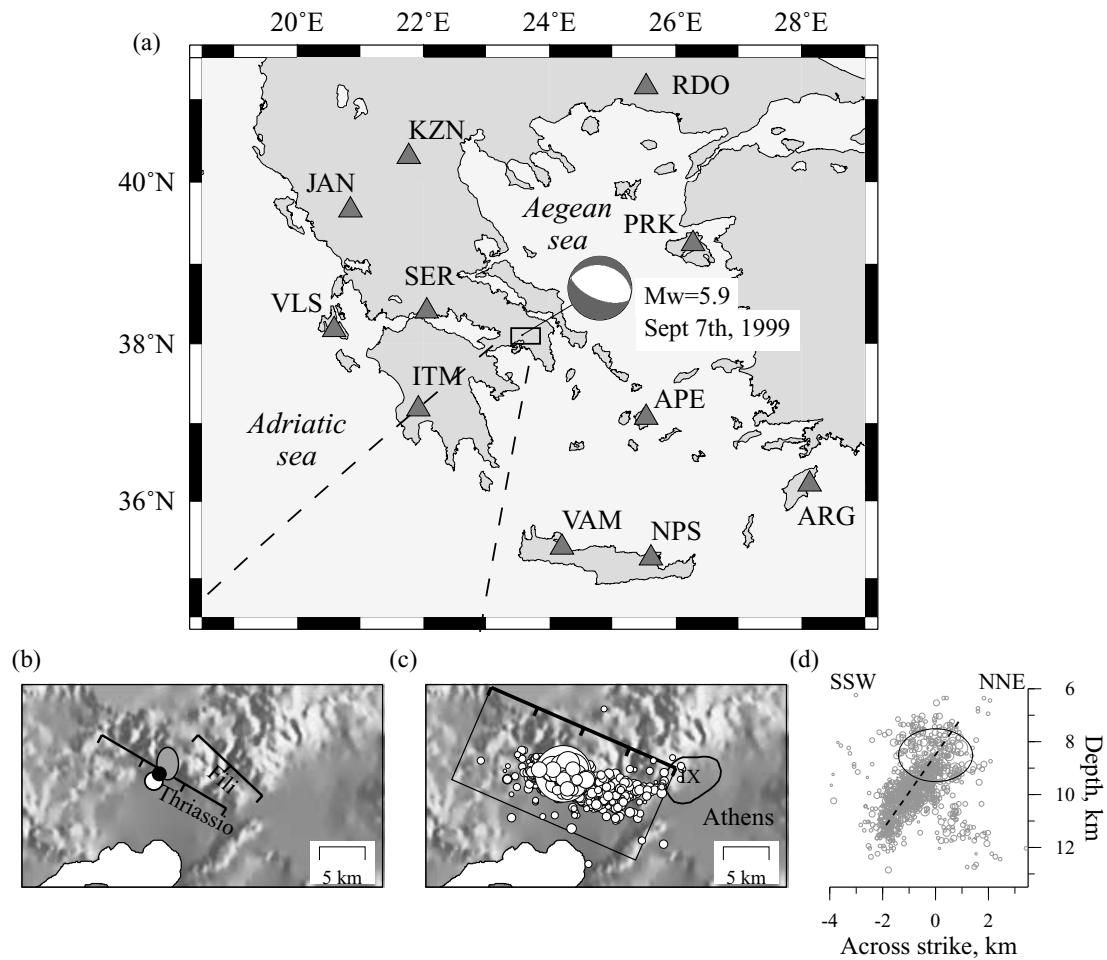 20°E 22°E 24°E 26°E 28°E
(a)
RDO
KZN
40°N
JAN
Aegean
sea
PRK
SER
Mw=5.9
VLS
Sept 7th, 1999
38°N
ITM
APE
Adriatic
sea
36°N
ARG
VAM
NPS
(b)
(c)
(d)
SSW
NNE
6
Fili
8
Depth, km
Thriassio
IX
10
Athens
5 km
5 km
12
-4 -2 0 2 4
Across strike, km